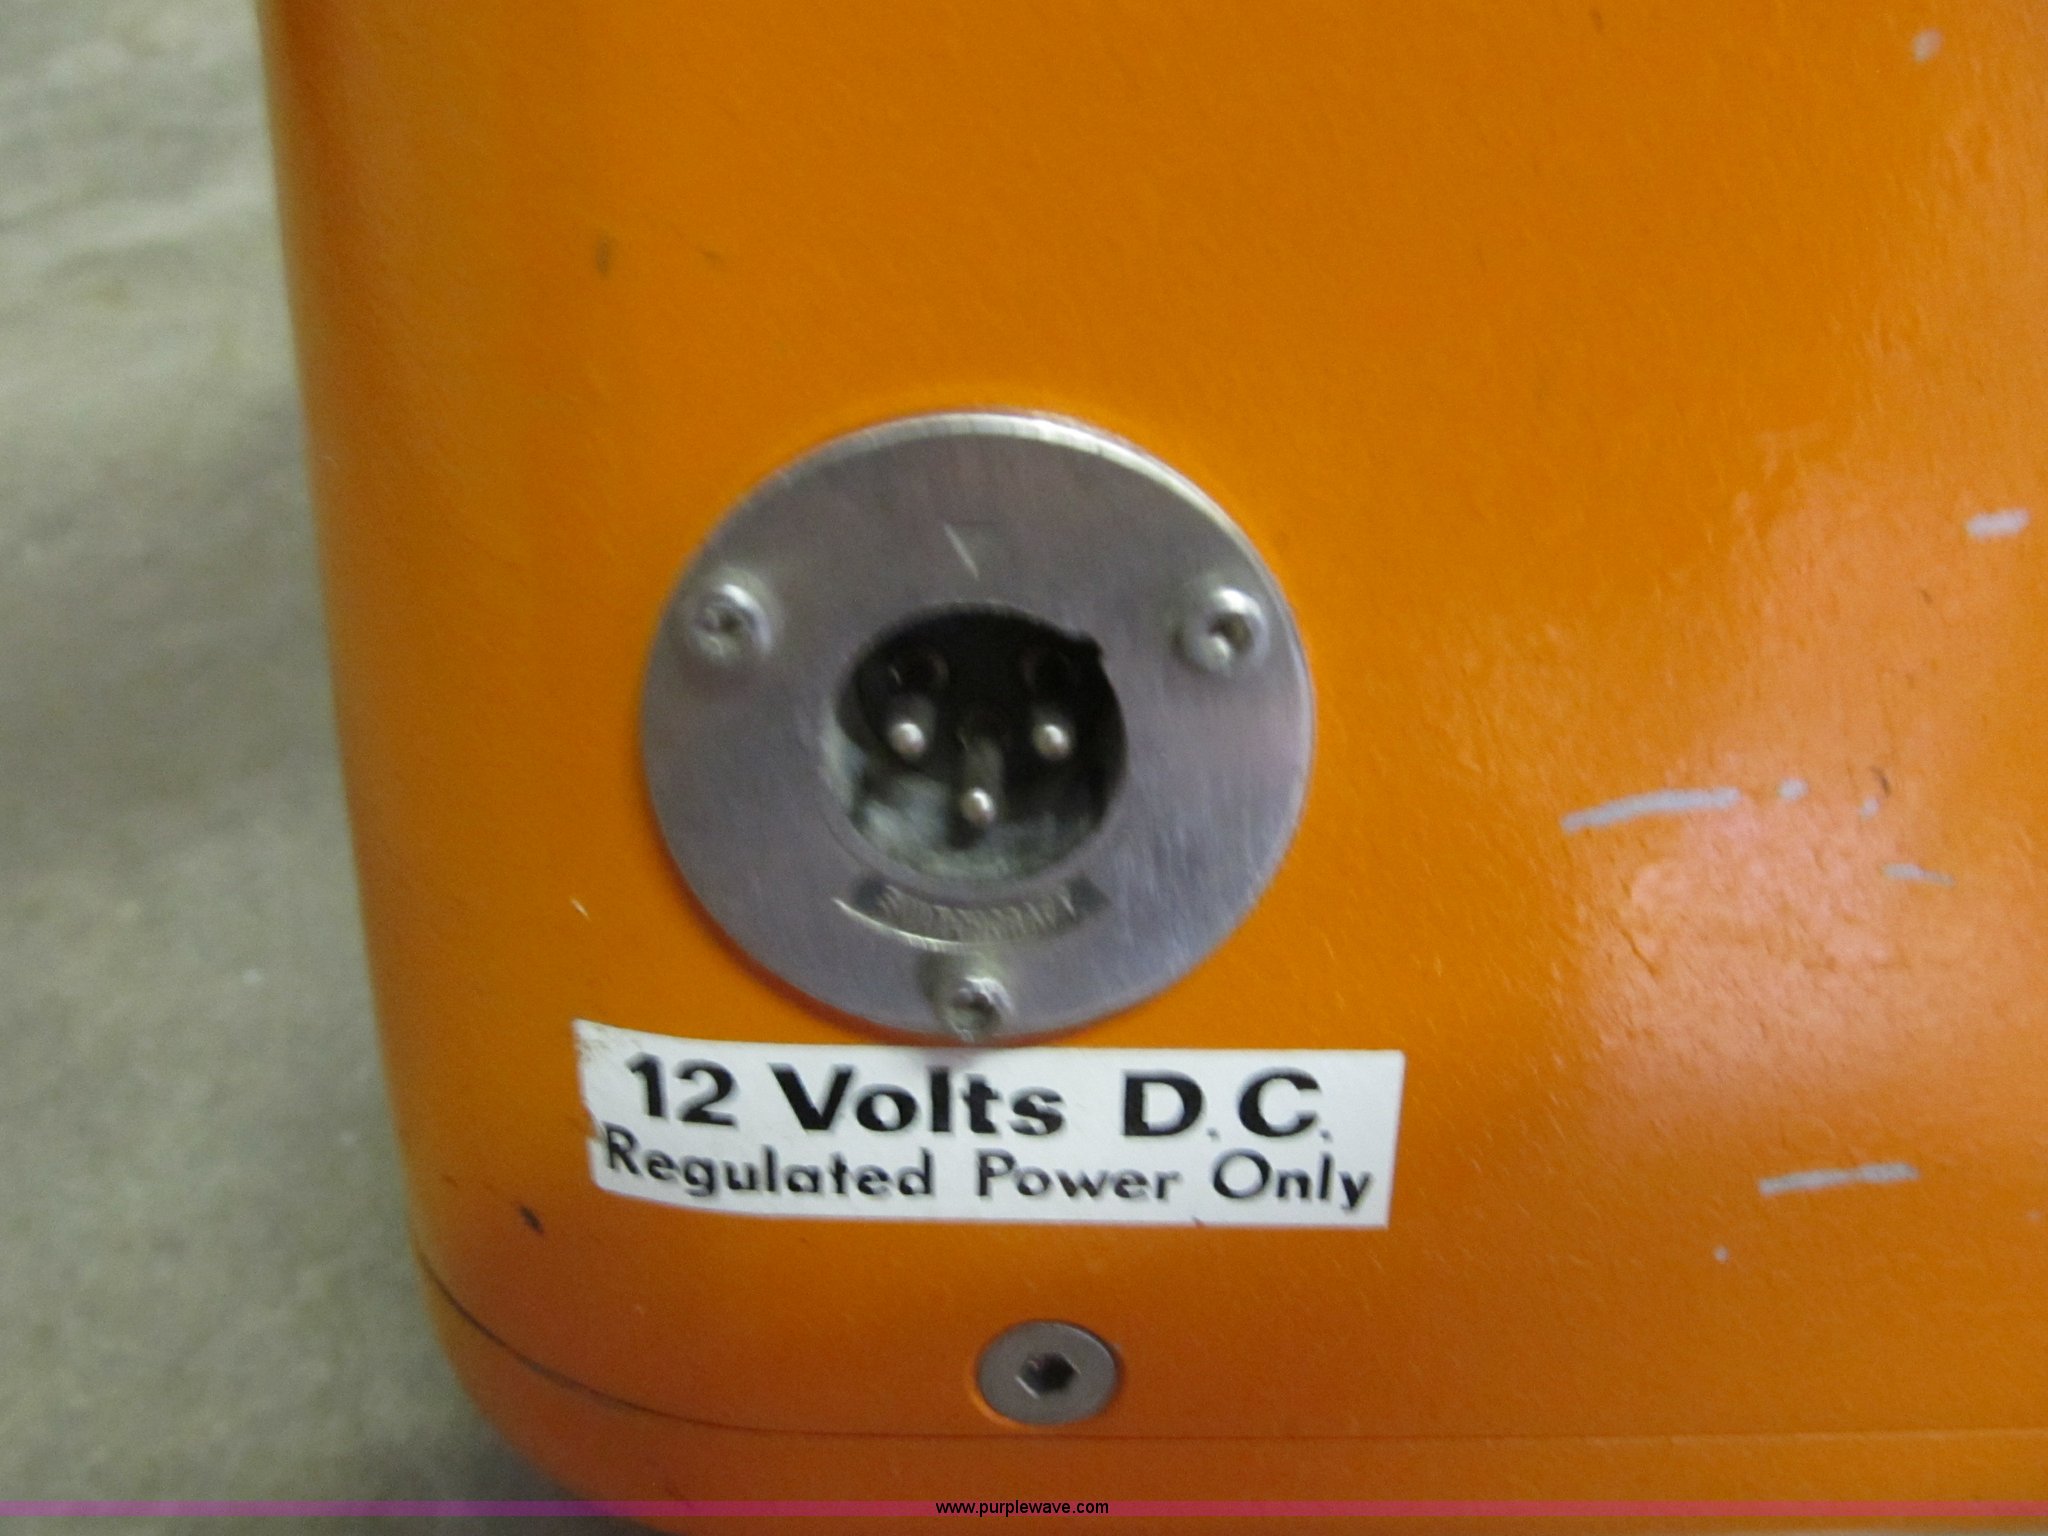 12 Volts D.C.
Regulated Power Only
www.purplewave.com